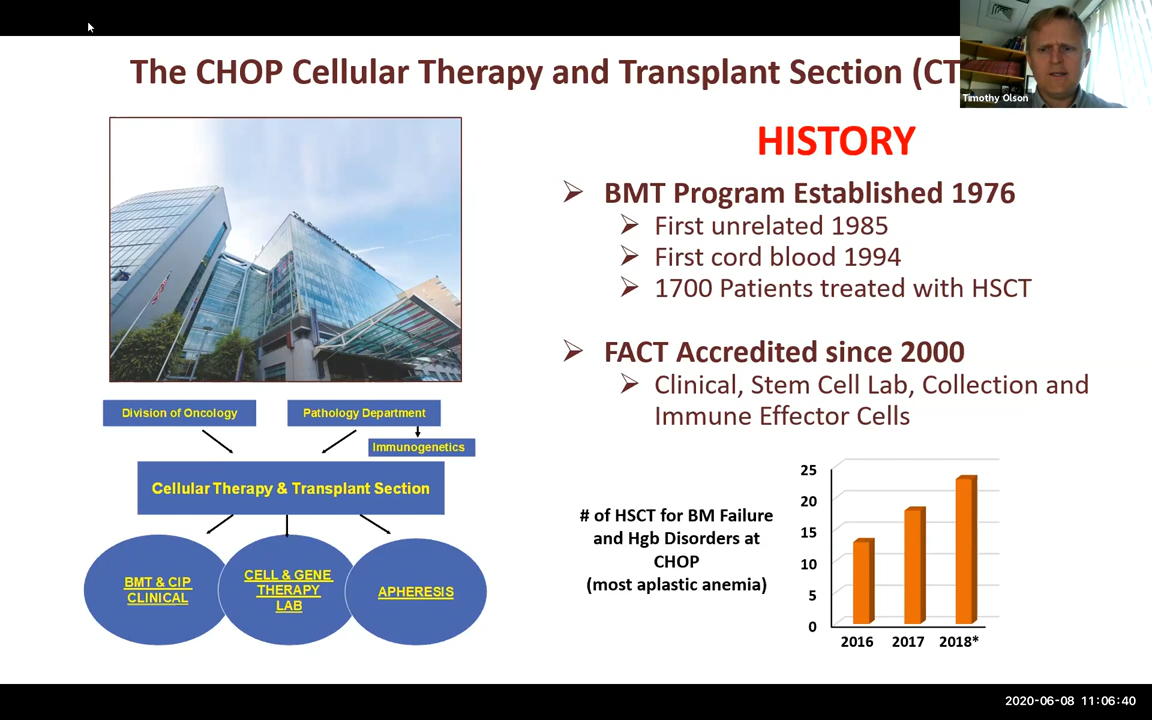 The CHOP Cellular Therapy and Transplant Section (CT
Timothy Olson
HISTORY
BMT Program Established 1976
First unrelated 1985
First cord blood 1994
1700 Patients treated with HSCT
FACT Accredited since 2000
Clinical, Stem Cell Lab, Collection and
Immune Effector Cells
Division of Oncology
Pathology Department
Immunogenetics
Cellular Therapy & Transplant Section
BMT & CIP
CLINICAL
CELL & GENE
THERAPY
LAB
APHERESIS
# of HSCT for BM Failure
and Hgb Disorders at
CHOP
(most aplastic anemia)
25
20
15
10
5
0
2016 2017 2018*
2020-06-08 11:06:40